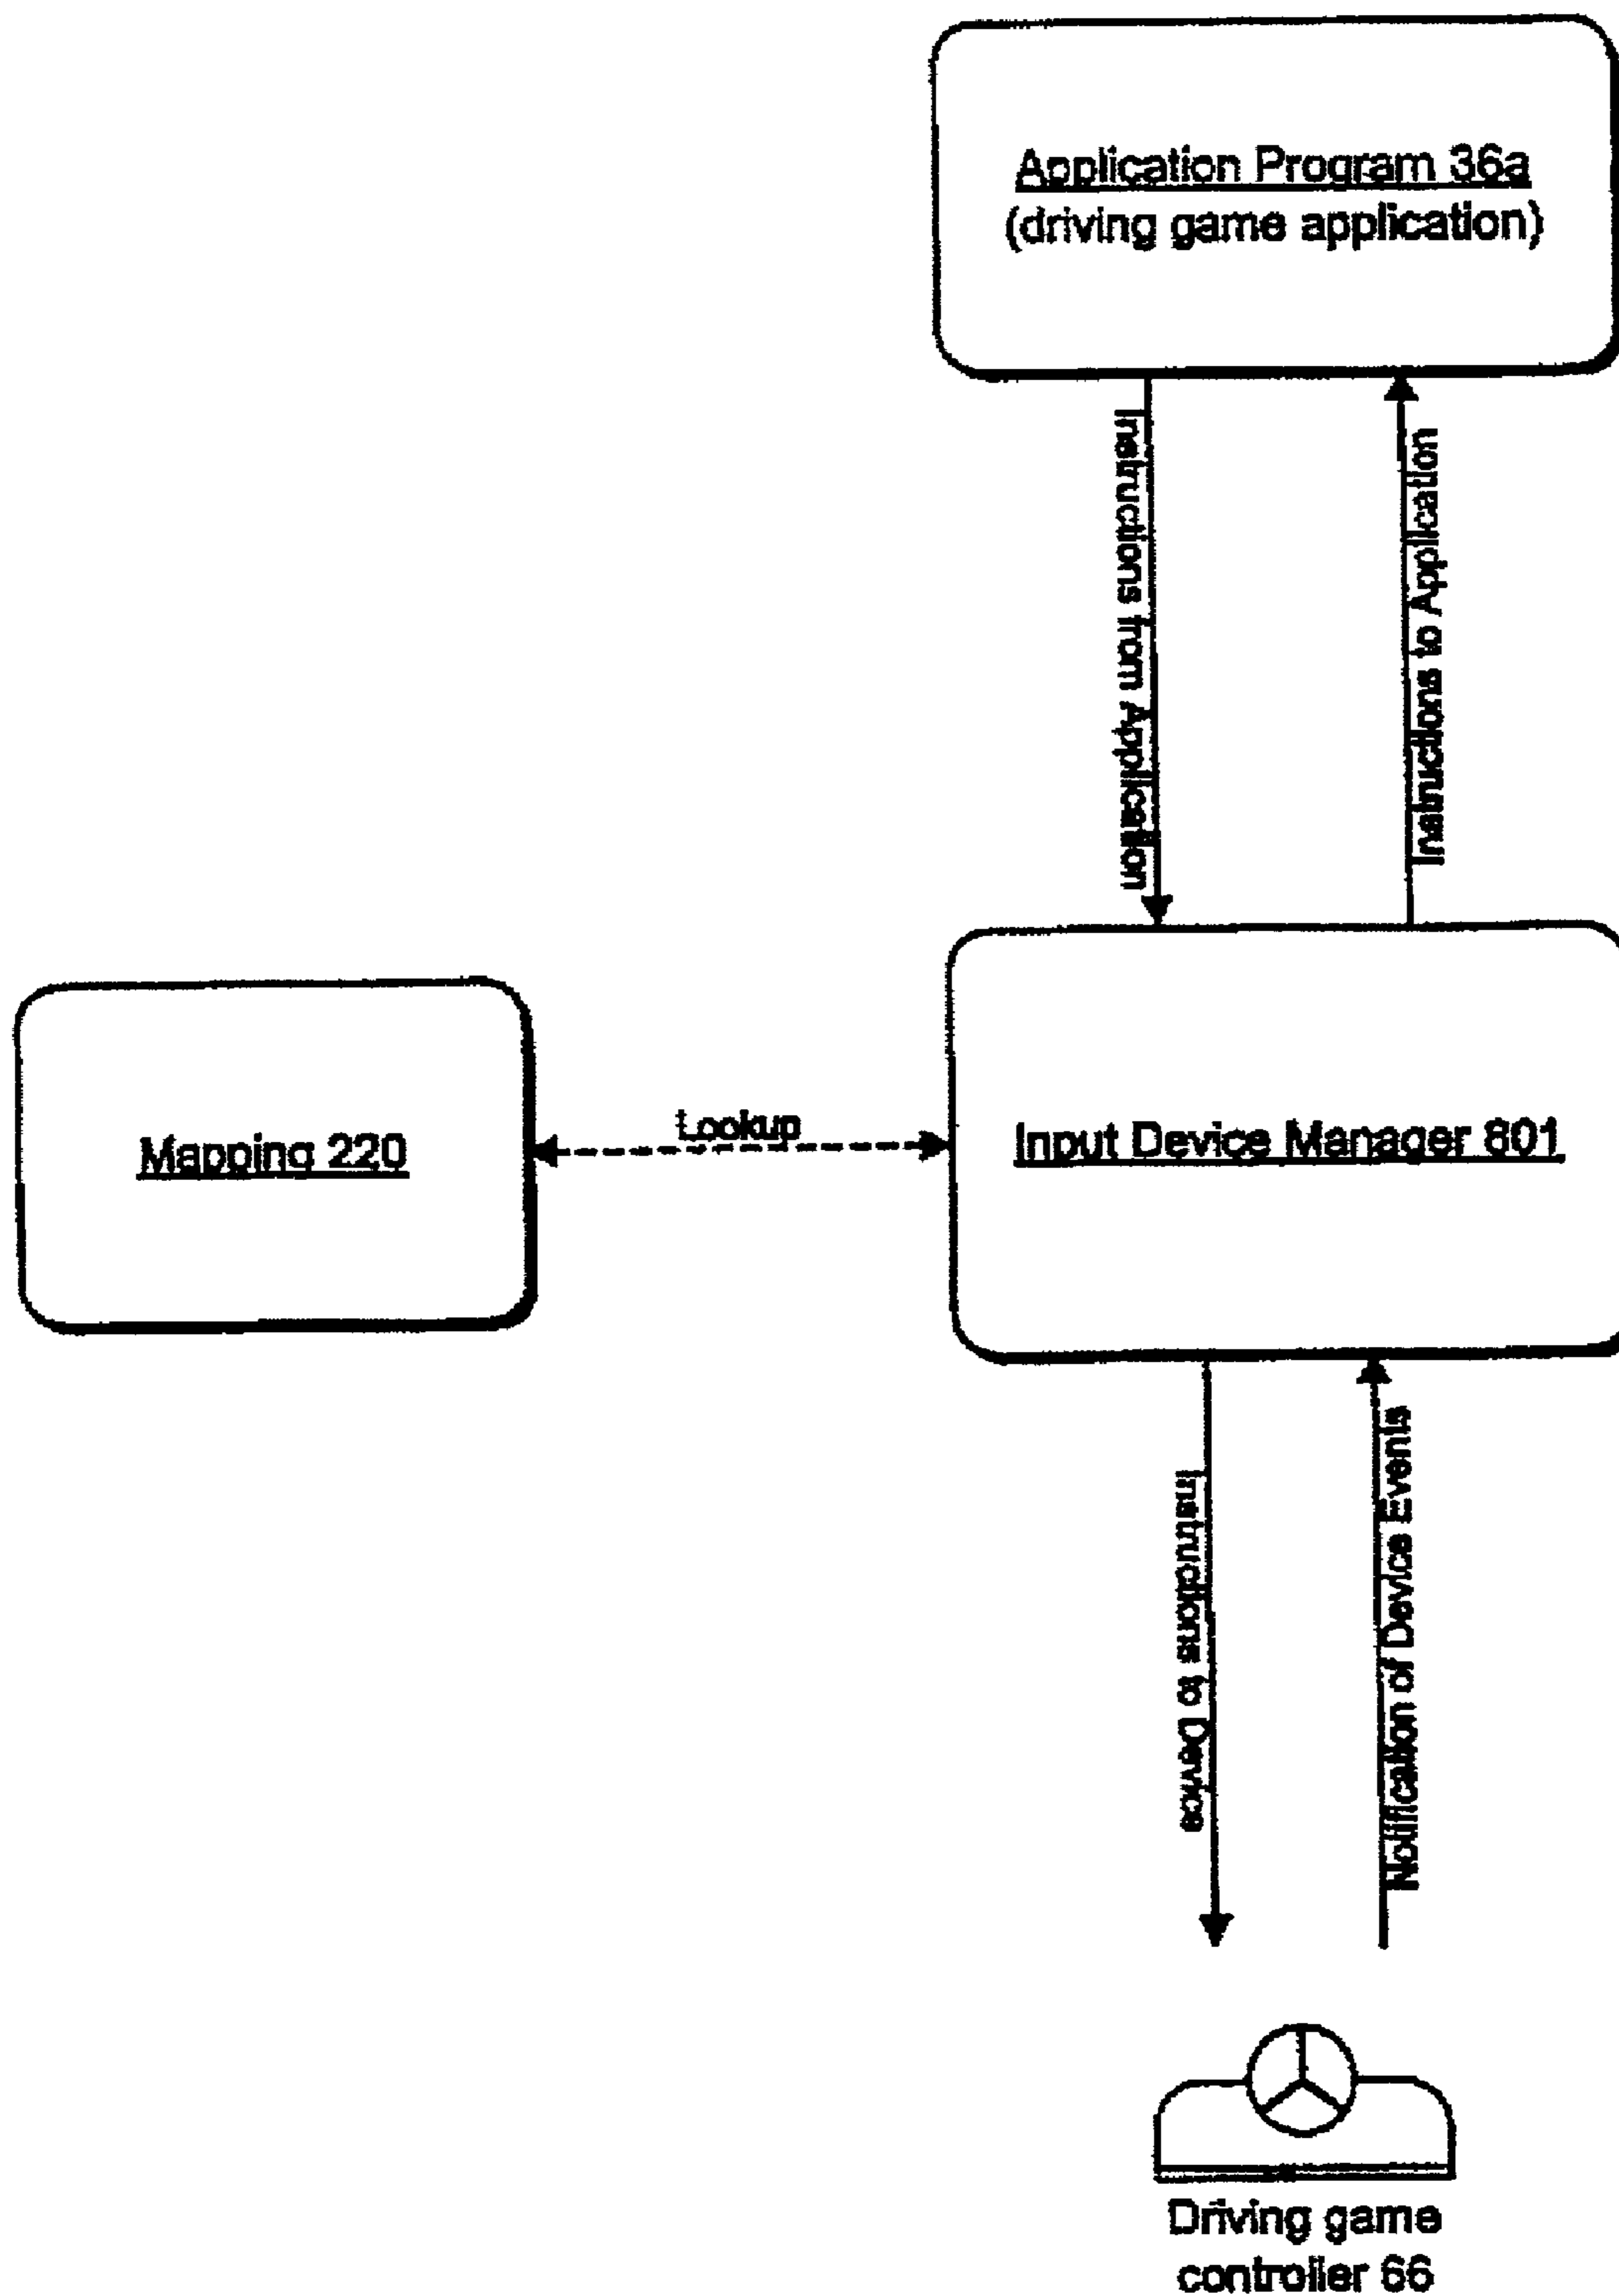 Application Program 36a
(driving game application)
Instructions from Application
Instructions to Application
Mapping 220
Lookup
Input Device Manager 801
Instructions to Device
Notification of Device Events
Driving game
controller 66